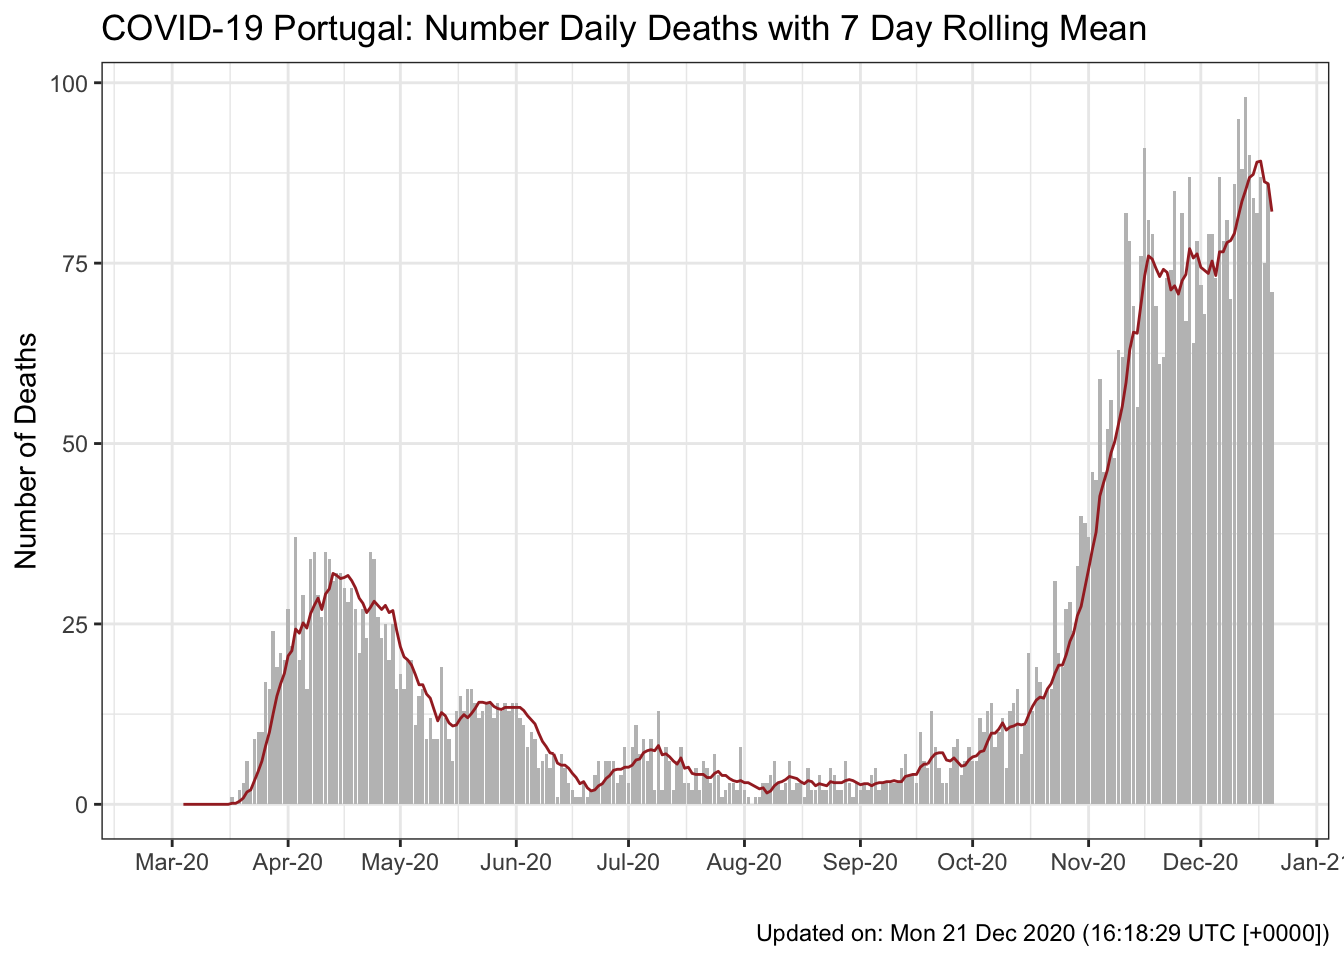 COVID-19 Portugal: Number Daily Deaths with 7 Day Rolling Mean
Number of Deaths
100
75
50
25
0
Mar-20 Apr-20 May-20 Jun-20 Jul-20 Aug-20 Sep-20 Oct-20 Nov-20 Dec-20 Jan-21
Updated on: Mon 21 Dec 2020 (16:18:29 UTC [+0000])